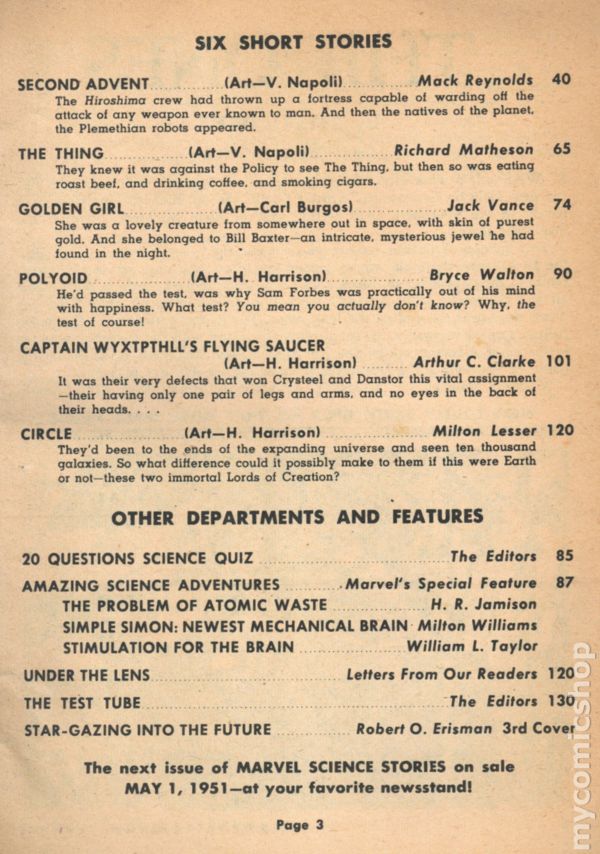 SIX SHORT STORIES
SECOND ADVENT..............(Art—V. Napoli)..............Mack Reynolds 40
The Hiroshima crew had thrown up a fortress capable of warding off the
attack of any weapon ever known to man. And then the natives of the planet,
the Plemethian robots appeared.
THE THING..............(Art—V. Napoli)..............Richard Matheson 65
They knew it was against the Policy to see The Thing, but then so was eating
roast beef, and drinking coffee, and smoking cigars.
GOLDEN GIRL..............(Art—Carl Burgos)..............Jack Vance 74
She was a lovely creature from somewhere out in space, with skin of purest
gold. And she belonged to Bill Baxter—an intricate, mysterious jewel he had
found in the night.
POLYOID..............(Art—H. Harrison)..............Bryce Walton 90
He'd passed the test, was why Sam Forbes was practically out of his mind
with happiness. What test? You mean you actually don't know? Why, the
test of course!
CAPTAIN WYXTPTHLL'S FLYING SAUCER
(Art—H. Harrison) ........ Arthur C. Clarke 101
It was their very defects that won Crysteel and Danstor this vital assignment
—their having only one pair of legs and arms, and no eyes in the back of
their heads. . . .
CIRCLE..............(Art—H. Harrison)..............Milton Lesser 120
They'd been to the ends of the expanding universe and seen ten thousand
galaxies. So what difference could it possibly make to them if this were Earth
or not—these two immortal Lords of Creation?
OTHER DEPARTMENTS AND FEATURES
20 QUESTIONS SCIENCE QUIZ ..............The Editors 85
AMAZING SCIENCE ADVENTURES ........Marvel's Special Feature 87
THE PROBLEM OF ATOMIC WASTE ........H. R. Jamison
SIMPLE SIMON: NEWEST MECHANICAL BRAIN Milton Williams
STIMULATION FOR THE BRAIN ........William L. Taylor
UNDER THE LENS..............Letters From Our Readers 120
THE TEST TUBE ..............The Editors 130
STAR-GAZING INTO THE FUTURE ........Robert O. Erisman 3rd Cover
The next issue of MARVEL SCIENCE STORIES on sale
MAY 1, 1951—at your favorite newsstand!
Page 3
mycomicshop